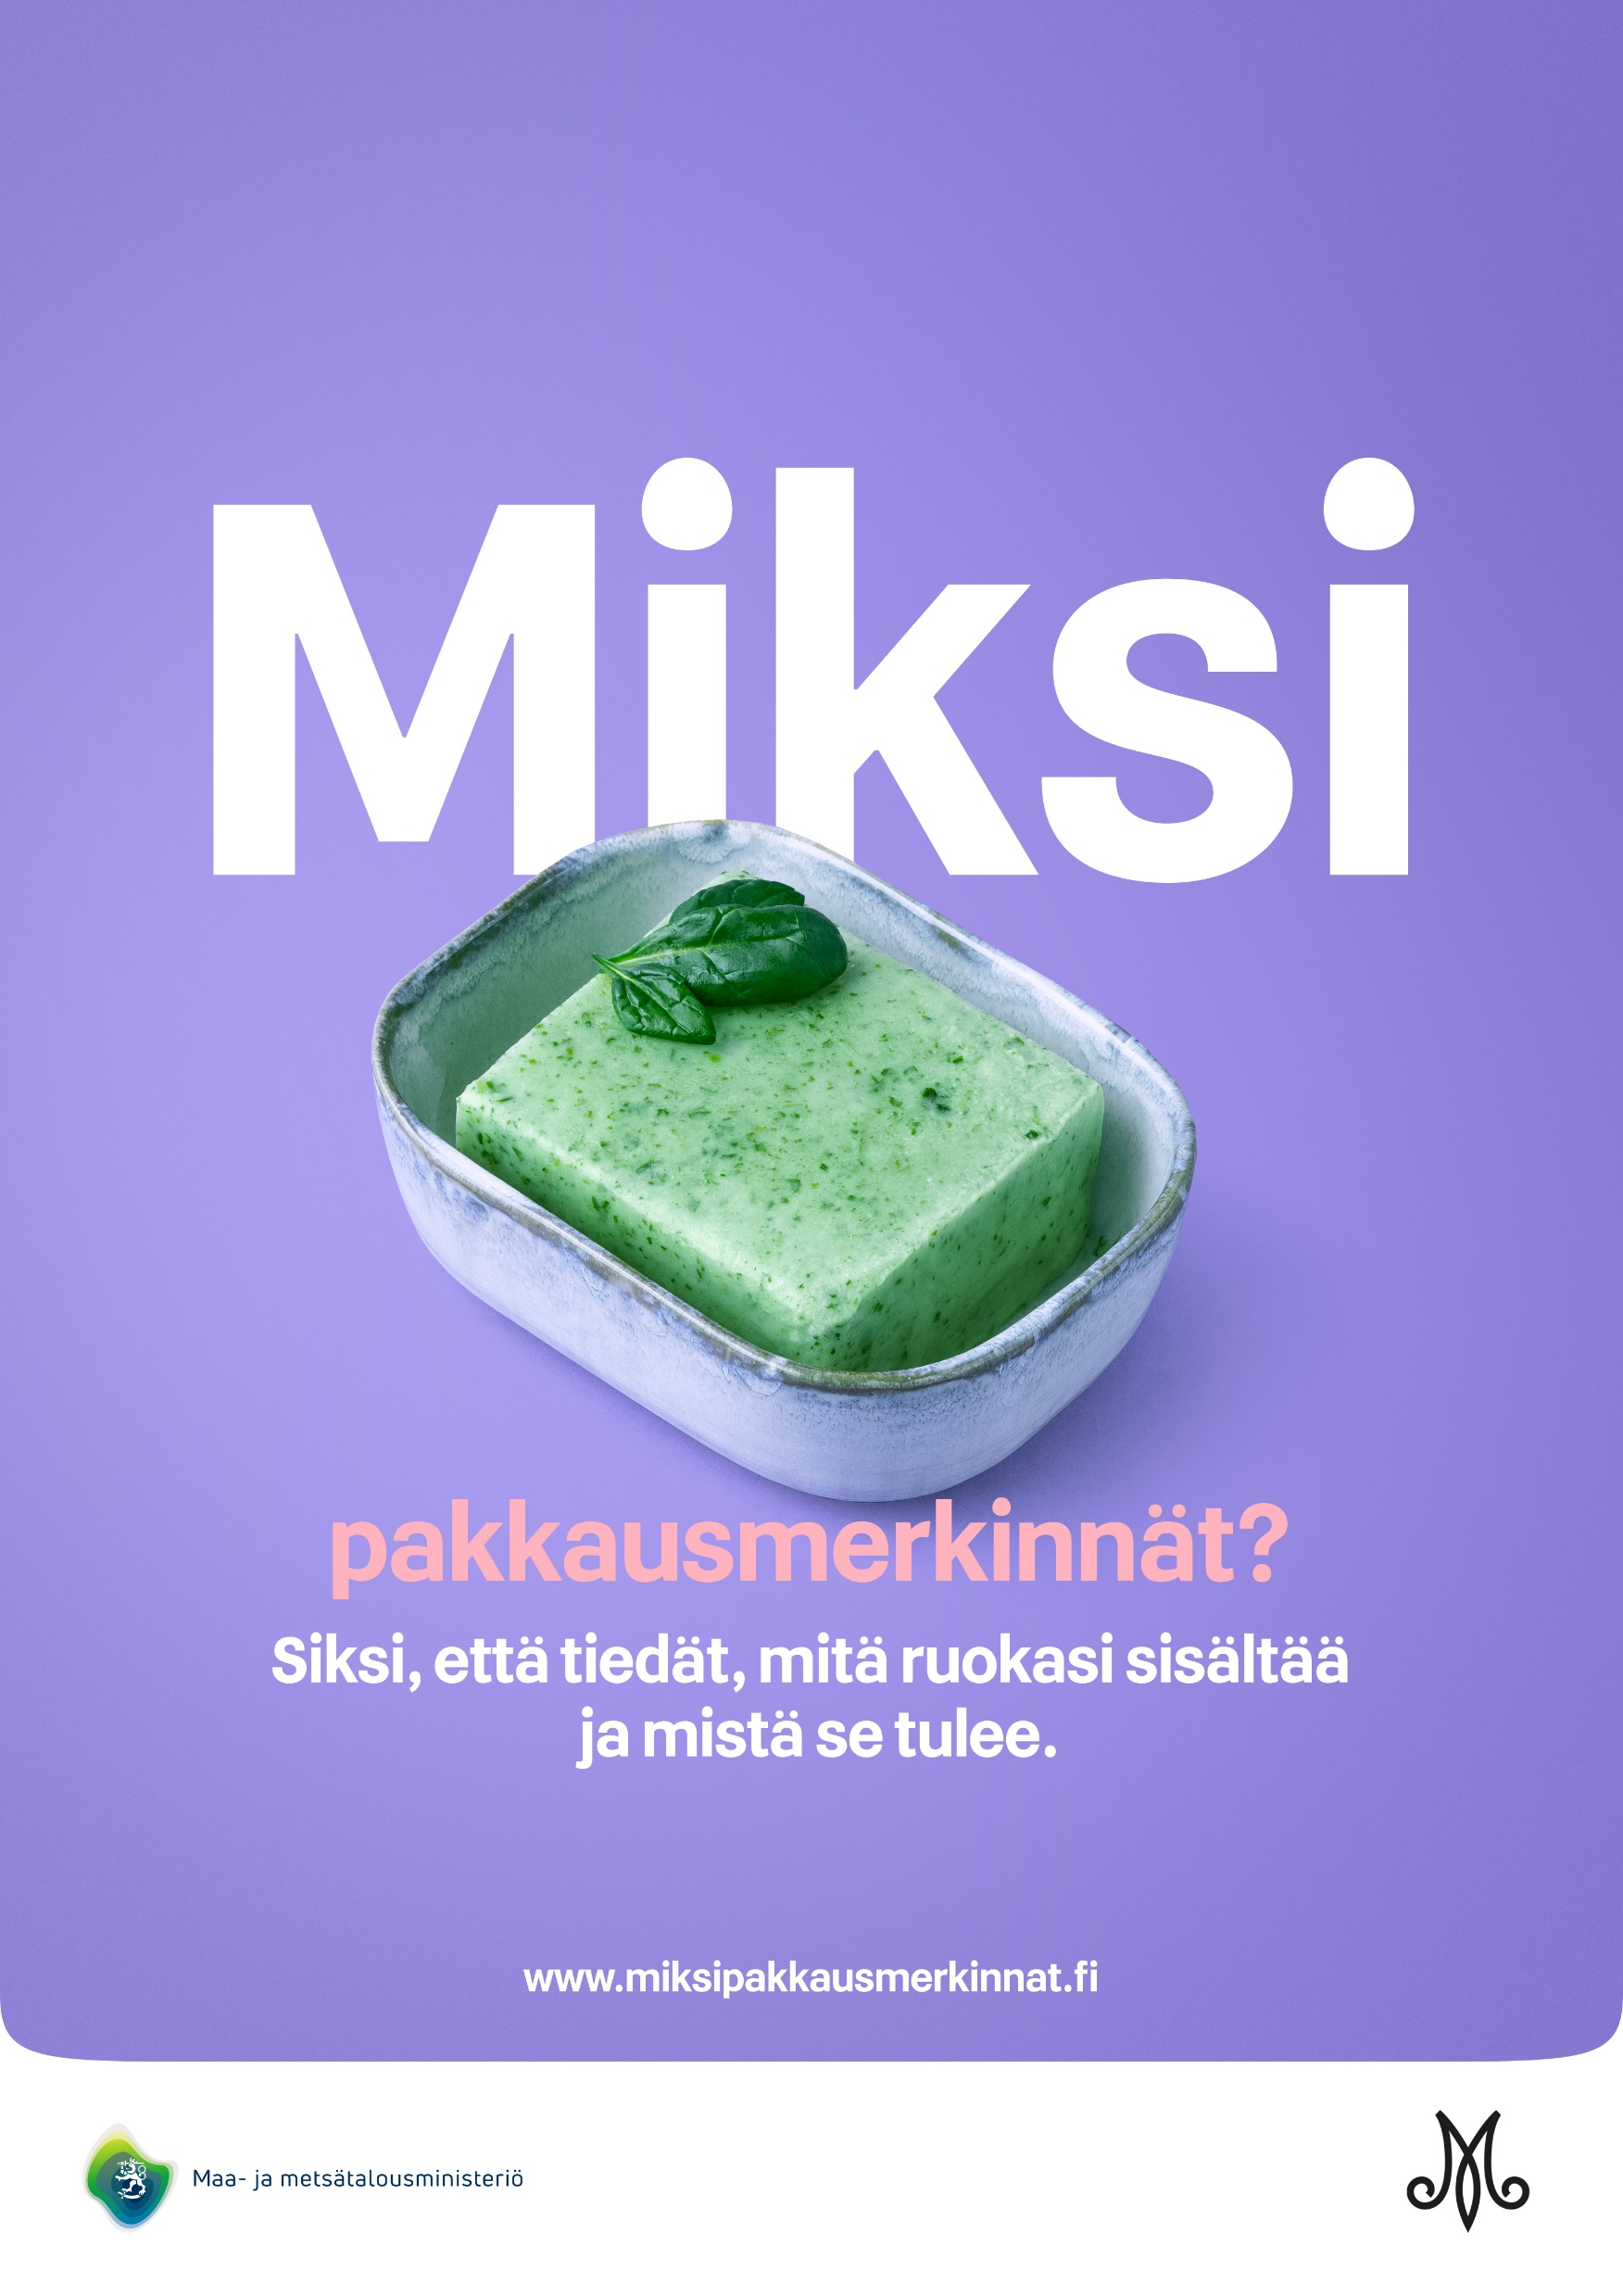 Miksi
pakkausmerkinnät?
Siksi, että tiedät, mitä ruokasi sisältää
ja mistä se tulee.
www.miksipakkausmerkinnat.fi
Maa- ja metsätalousministeriö
M